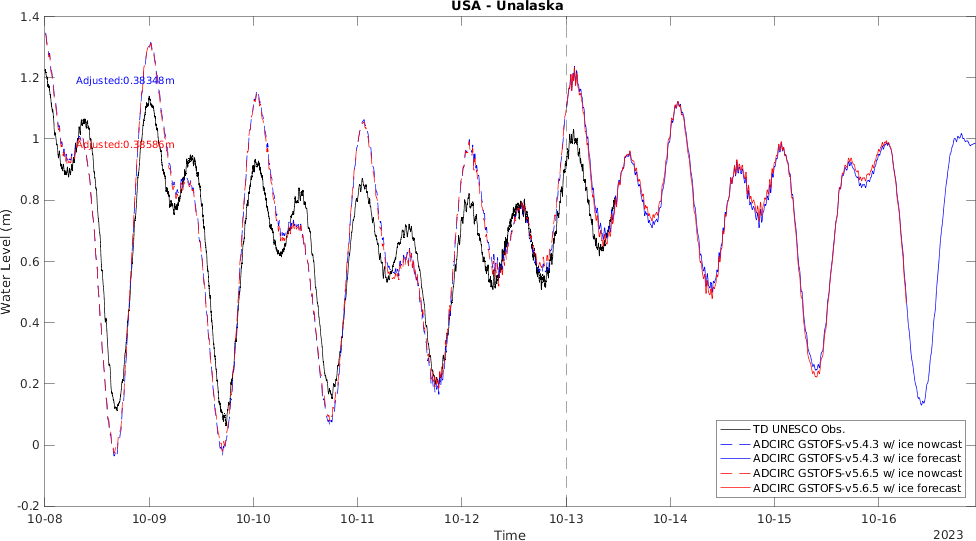 USA - Unalaska
Water Level (m)
1.4
1.2
1
0.8
0.6
0.4
0.2
0
-0.2
Adjusted:0.38348m
Adjusted:0.38586m
TD UNESCO Obs.
ADCIRC GSTOFS-v5.4.3 w/ ice nowcast
ADCIRC GSTOFS-v5.4.3 w/ ice forecast
ADCIRC GSTOFS-v5.6.5 w/ ice nowcast
ADCIRC GSTOFS-v5.6.5 w/ ice forecast
10-08 10-09 10-10 10-11 10-12 10-13 10-14 10-15 10-16
Time
2023